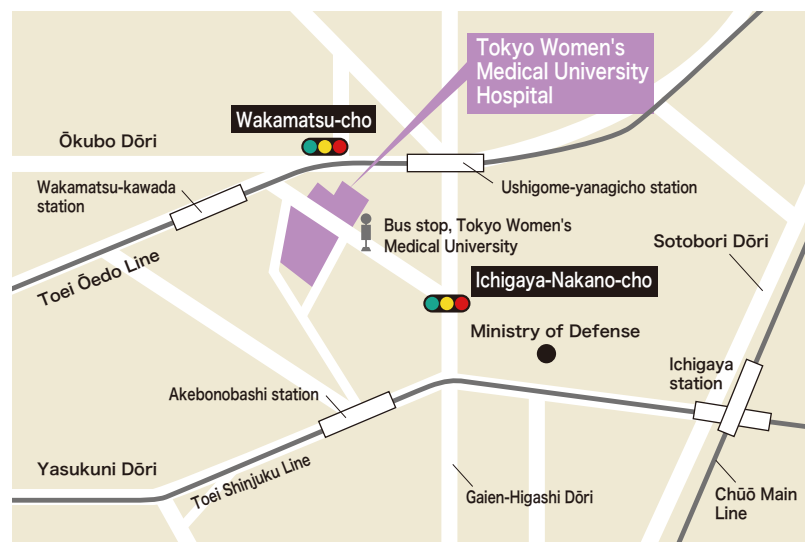 Tokyo Women's
Medical University
Hospital
Wakamatsu-cho
Ōkubo Dōri
Wakamatsu-kawada
station
Ushigome-yanagicho station
Bus stop, Tokyo Women's
Medical University
Sotobori Dōri
Toei Ōedo Line
Ichigaya-Nakano-cho
Ministry of Defense
Ichigaya
station
Akebonobashi station
Yasukuni Dōri
Toei Shinjuku Line
Gaien-Higashi Dōri
Chūō Main
Line